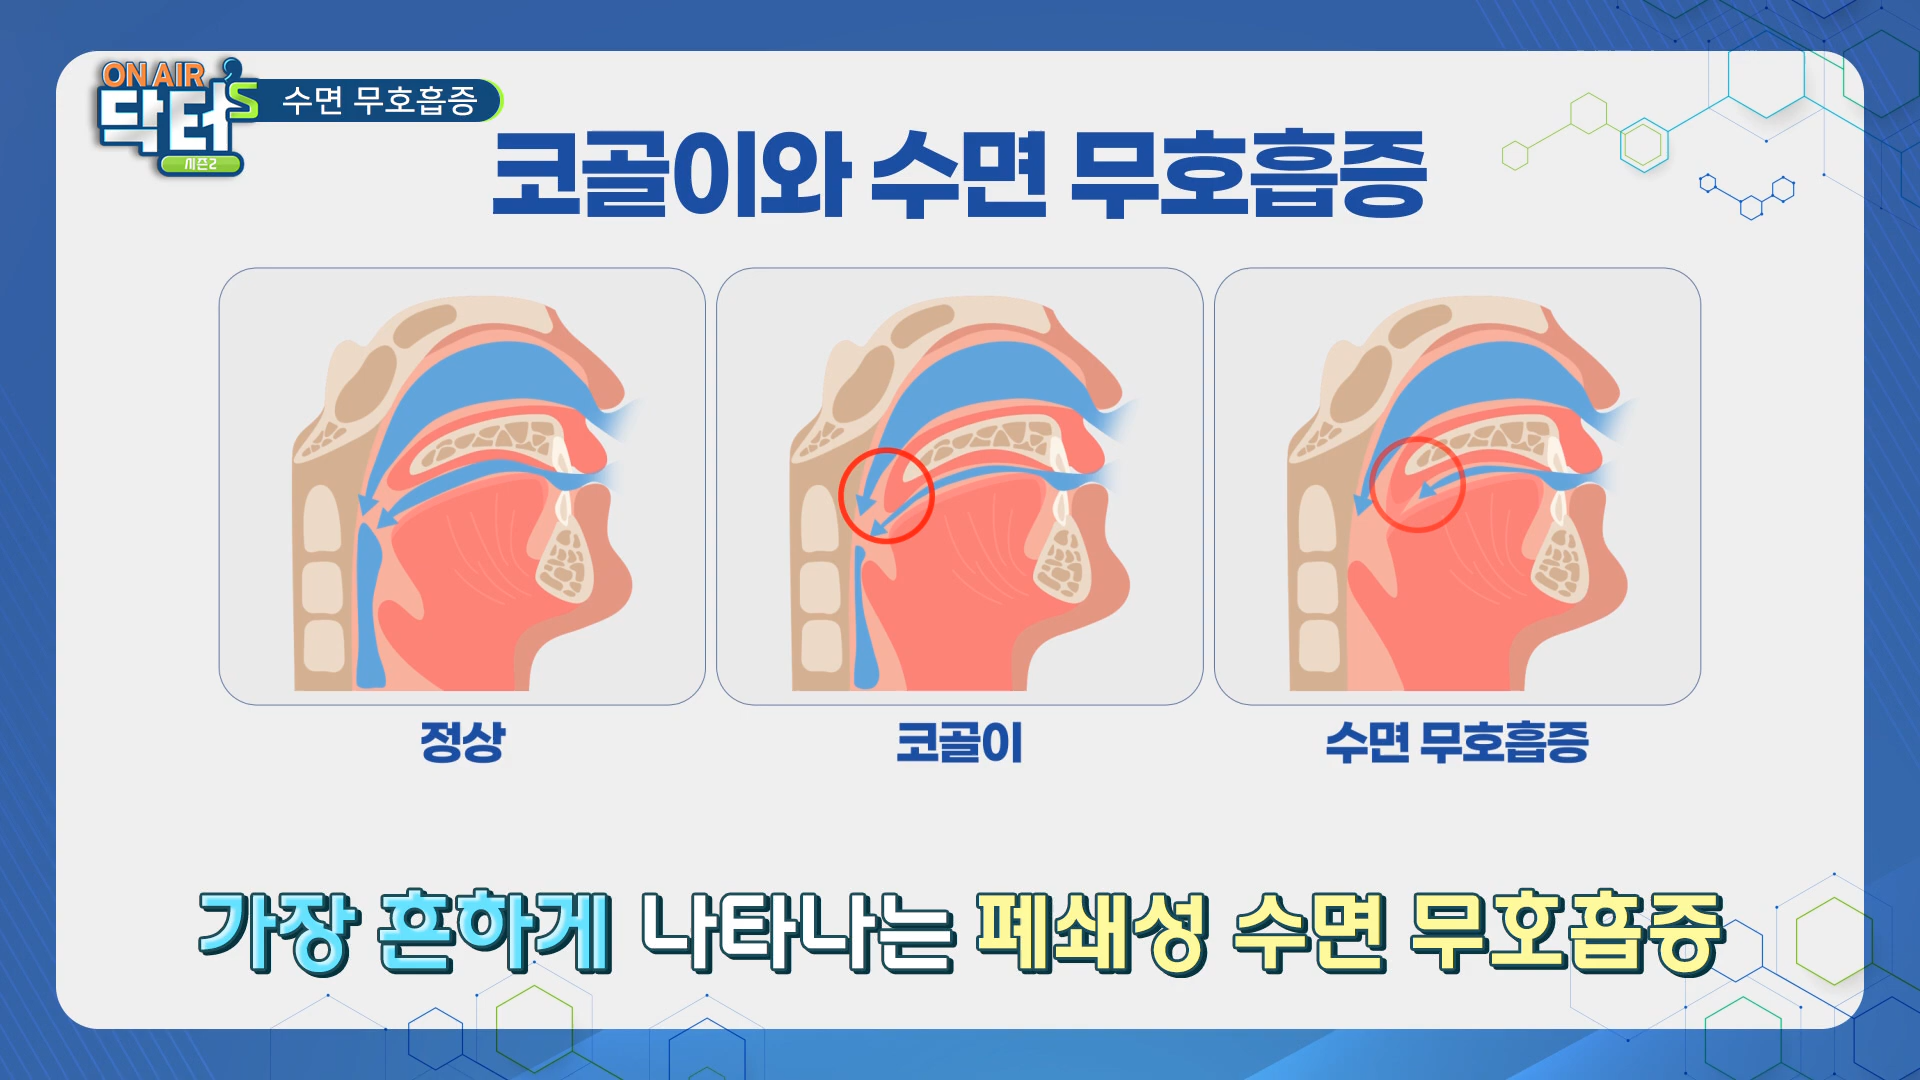 ON AIR
닥터's
시즌2
수면 무호흡증
코골이와 수면 무호흡증
정상
코골이
수면 무호흡증
가장 흔하게 나타나는 폐쇄성 수면 무호흡증